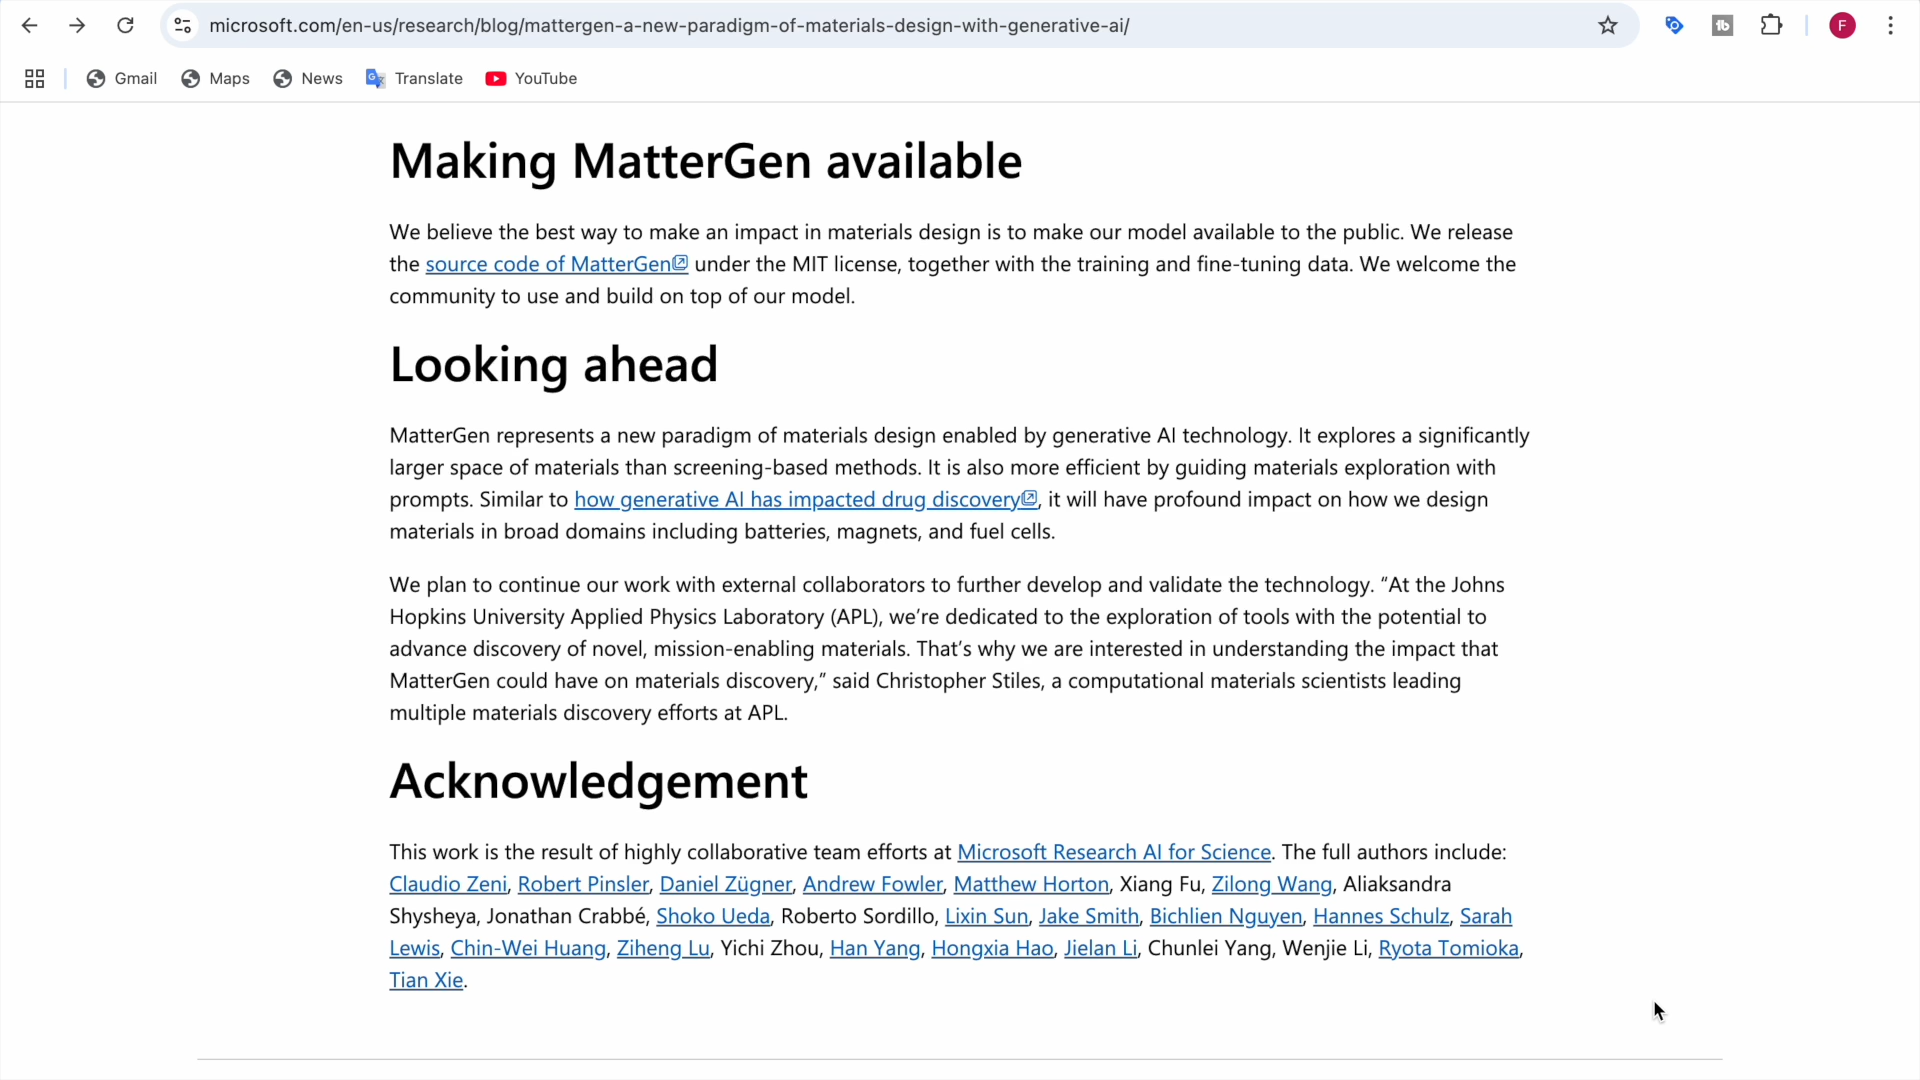 microsoft.com/en-us/research/blog/mattergen-a-new-paradigm-of-materials-design-with-generative-ai/
tb
F
Gmail
Maps
News
Translate
YouTube
Making MatterGen available
We believe the best way to make an impact in materials design is to make our model available to the public. We release
the source code of MatterGen under the MIT license, together with the training and fine-tuning data. We welcome the
community to use and build on top of our model.
Looking ahead
MatterGen represents a new paradigm of materials design enabled by generative AI technology. It explores a significantly
larger space of materials than screening-based methods. It is also more efficient by guiding materials exploration with
prompts. Similar to how generative AI has impacted drug discovery, it will have profound impact on how we design
materials in broad domains including batteries, magnets, and fuel cells.
We plan to continue our work with external collaborators to further develop and validate the technology. “At the Johns
Hopkins University Applied Physics Laboratory (APL), we’re dedicated to the exploration of tools with the potential to
advance discovery of novel, mission-enabling materials. That’s why we are interested in understanding the impact that
MatterGen could have on materials discovery,” said Christopher Stiles, a computational materials scientists leading
multiple materials discovery efforts at APL.
Acknowledgement
This work is the result of highly collaborative team efforts at Microsoft Research AI for Science. The full authors include:
Claudio Zeni, Robert Pinsler, Daniel Zügner, Andrew Fowler, Matthew Horton, Xiang Fu, Zilong Wang, Aliaksandra
Shysheya, Jonathan Crabbé, Shoko Ueda, Roberto Sordillo, Lixin Sun, Jake Smith, Bichlien Nguyen, Hannes Schulz, Sarah
Lewis, Chin-Wei Huang, Ziheng Lu, Yichi Zhou, Han Yang, Hongxia Hao, Jielan Li, Chunlei Yang, Wenjie Li, Ryota Tomioka,
Tian Xie.